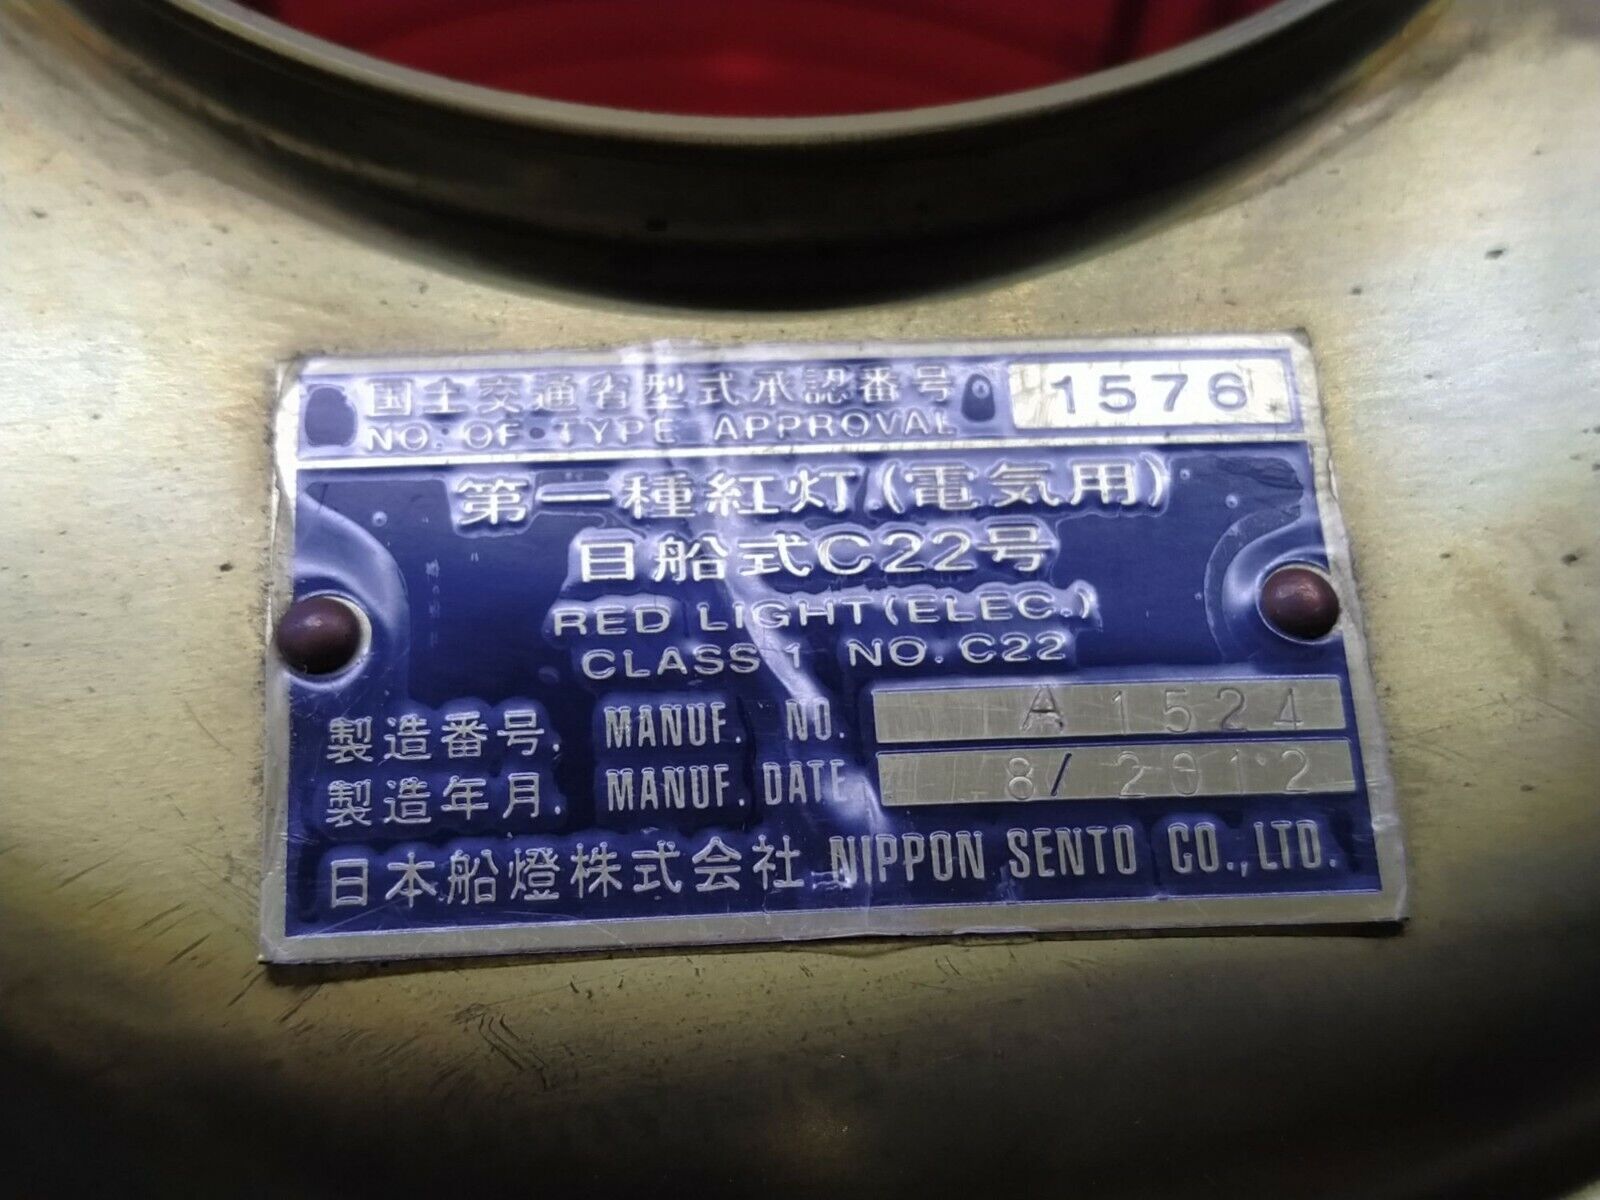 国土交通省型式承認番号 1576
NO. OF TYPE APPROVAL
第一種紅灯(電気用)
日船式C22号
RED LIGHT(ELEC.)
CLASS 1 NO. C22
製造番号. MANUF. NO. A 1524
製造年月. MANUF. DATE 8/ 2012
日本船燈株式会社 NIPPON SENTO CO., LTD.